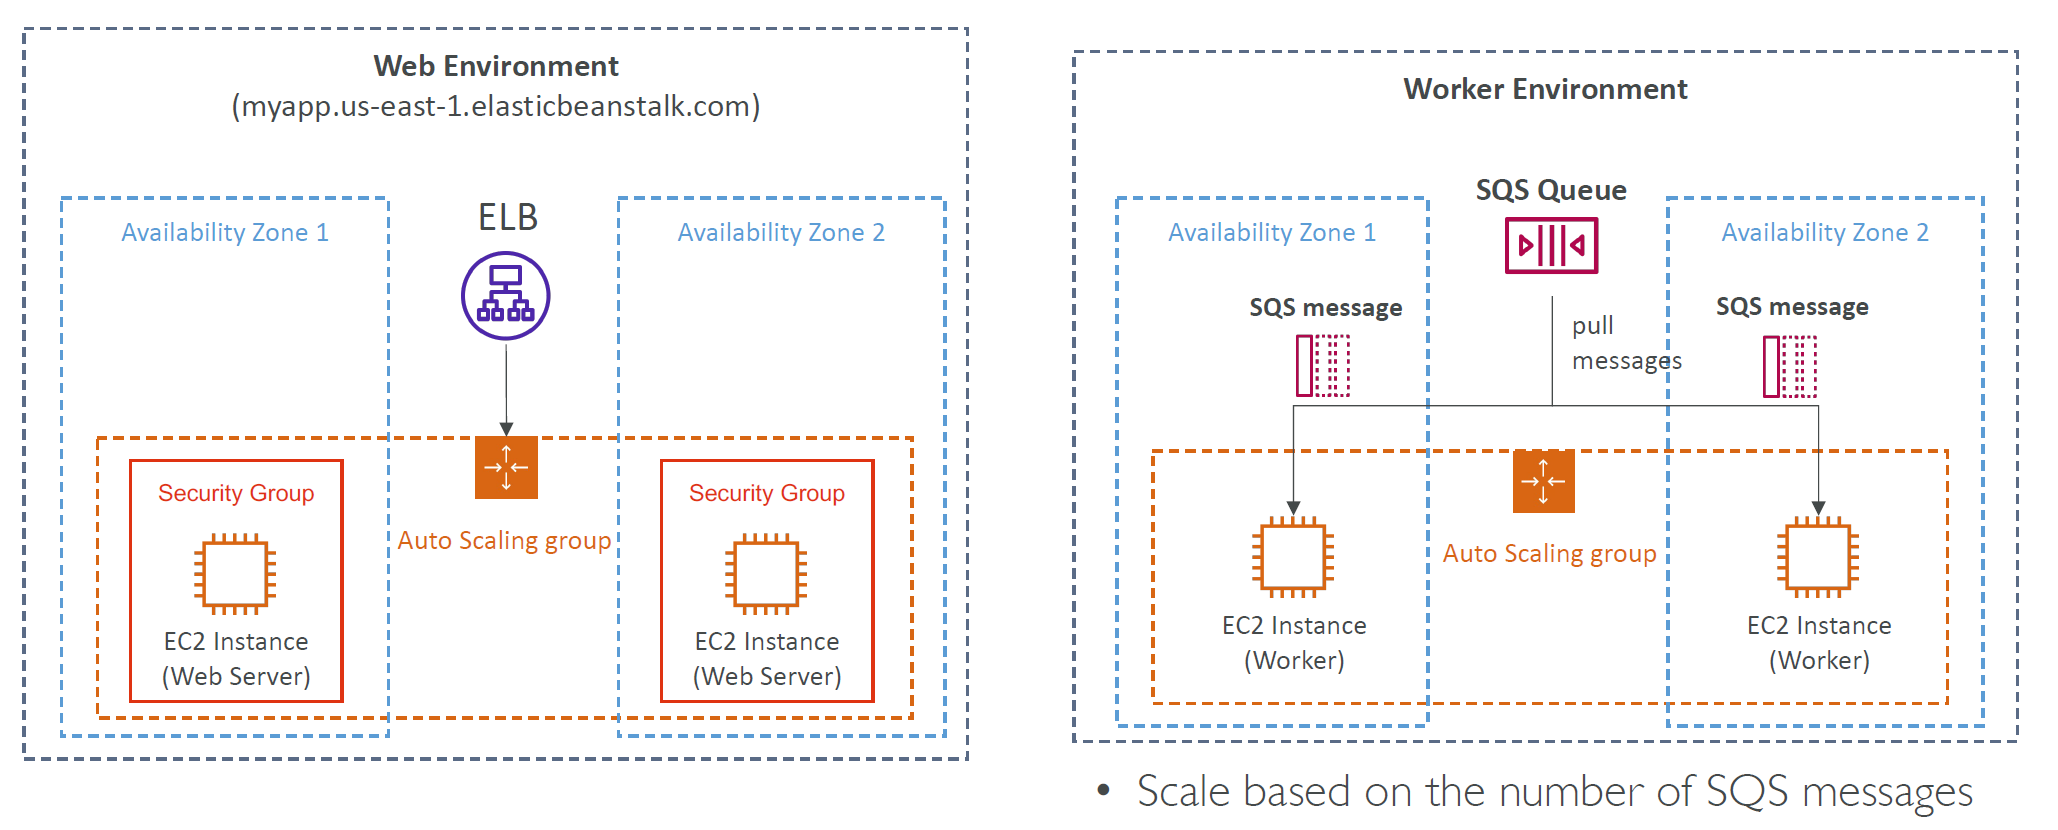 Web Environment
(myapp.us-east-1.elasticbeanstalk.com)
Availability Zone 1
ELB
Availability Zone 2
Security Group
Auto Scaling group
Security Group
EC2 Instance
(Web Server)
EC2 Instance
(Web Server)
Worker Environment
SQS Queue
Availability Zone 1
Availability Zone 2
SQS message
pull
messages
SQS message
Auto Scaling group
EC2 Instance
(Worker)
EC2 Instance
(Worker)
• Scale based on the number of SQS messages